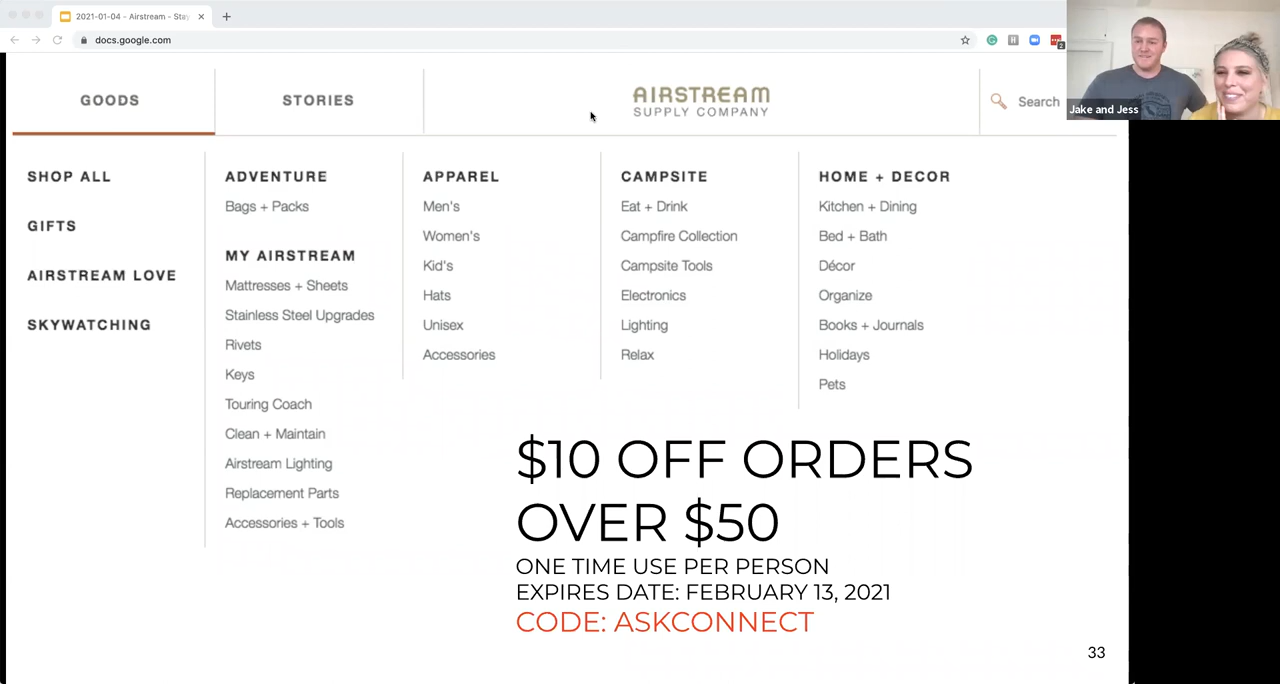 2021-01-04 - Airstream - Sta
docs.google.com
2
Jake and Jess
GOODS
STORIES
AIRSTREAM
SUPPLY COMPANY
Search
SHOP ALL
GIFTS
AIRSTREAM LOVE
SKYWATCHING
ADVENTURE
Bags + Packs
MY AIRSTREAM
Mattresses + Sheets
Stainless Steel Upgrades
Rivets
Keys
Touring Coach
Clean + Maintain
Airstream Lighting
Replacement Parts
Accessories + Tools
APPAREL
Men's
Women's
Kid's
Hats
Unisex
Accessories
CAMPSITE
Eat + Drink
Campfire Collection
Campsite Tools
Electronics
Lighting
Relax
HOME + DECOR
Kitchen + Dining
Bed + Bath
Décor
Organize
Books + Journals
Holidays
Pets
$10 OFF ORDERS
OVER $50
ONE TIME USE PER PERSON
EXPIRES DATE: FEBRUARY 13, 2021
CODE: ASKCONNECT
33